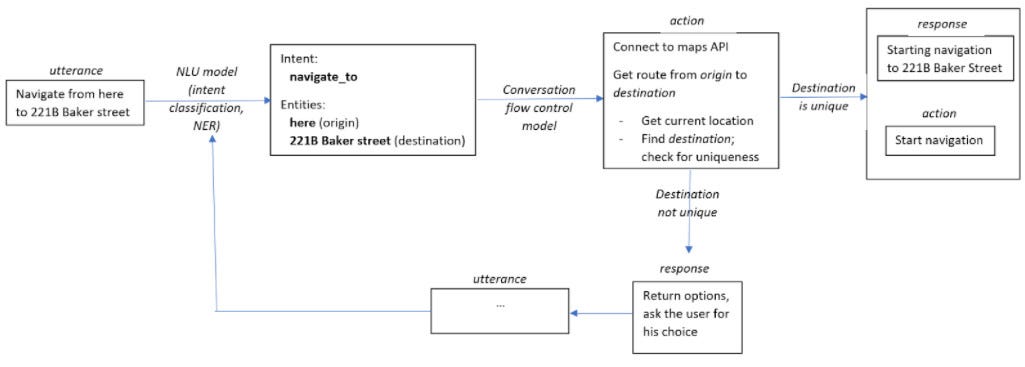 utterance
Navigate from here
to 221B Baker street
NLU model
(intent
classification,
NER)
Intent:
navigate_to
Entities:
here (origin)
221B Baker street (destination)
Conversation
flow control
model
action
Connect to maps API
Get route from origin to
destination
- Get current location
- Find destination;
check for uniqueness
Destination
is unique
response
Starting navigation
to 221B Baker Street
action
Start navigation
Destination
not unique
response
Return options,
ask the user for
his choice
utterance
...